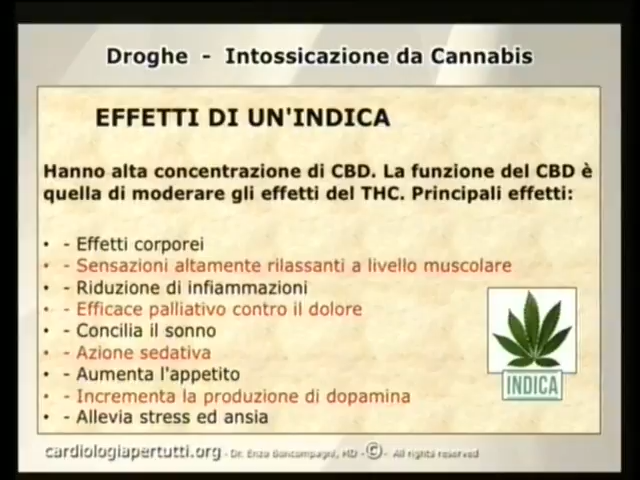 Droghe - Intossicazione da Cannabis
EFFETTI DI UN'INDICA
Hanno alta concentrazione di CBD. La funzione del CBD è
quella di moderare gli effetti del THC. Principali effetti:
• - Effetti corporei
• - Sensazioni altamente rilassanti a livello muscolare
• - Riduzione di infiammazioni
• - Efficace palliativo contro il dolore
• - Concilia il sonno
• - Azione sedativa
• - Aumenta l'appetito
• - Incrementa la produzione di dopamina
• - Allevia stress ed ansia
INDICA
cardiologiapertutti.org - Dr. Enzo Boncompagni, MD - © - All rights reserved